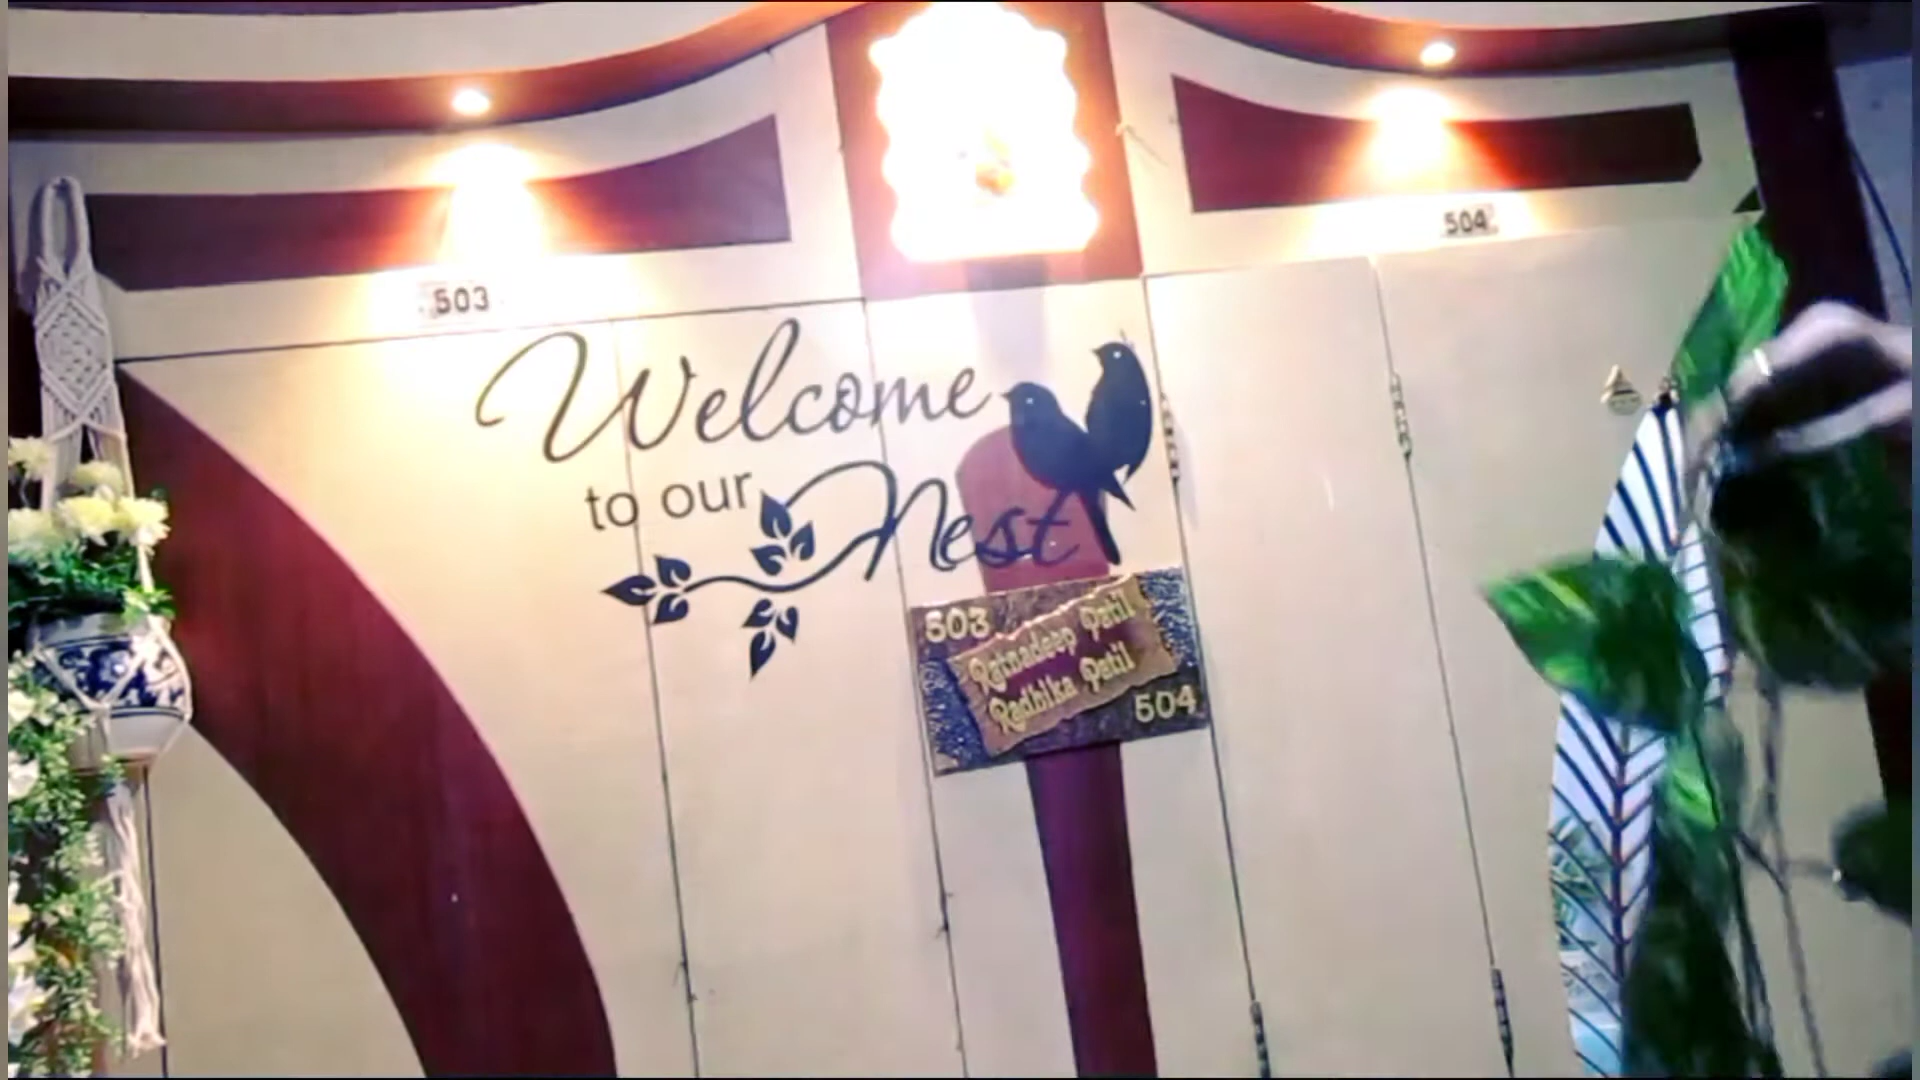 503
504
Welcome
to our Nest
503
Ratnadeep Patil
Radhika Patil
504